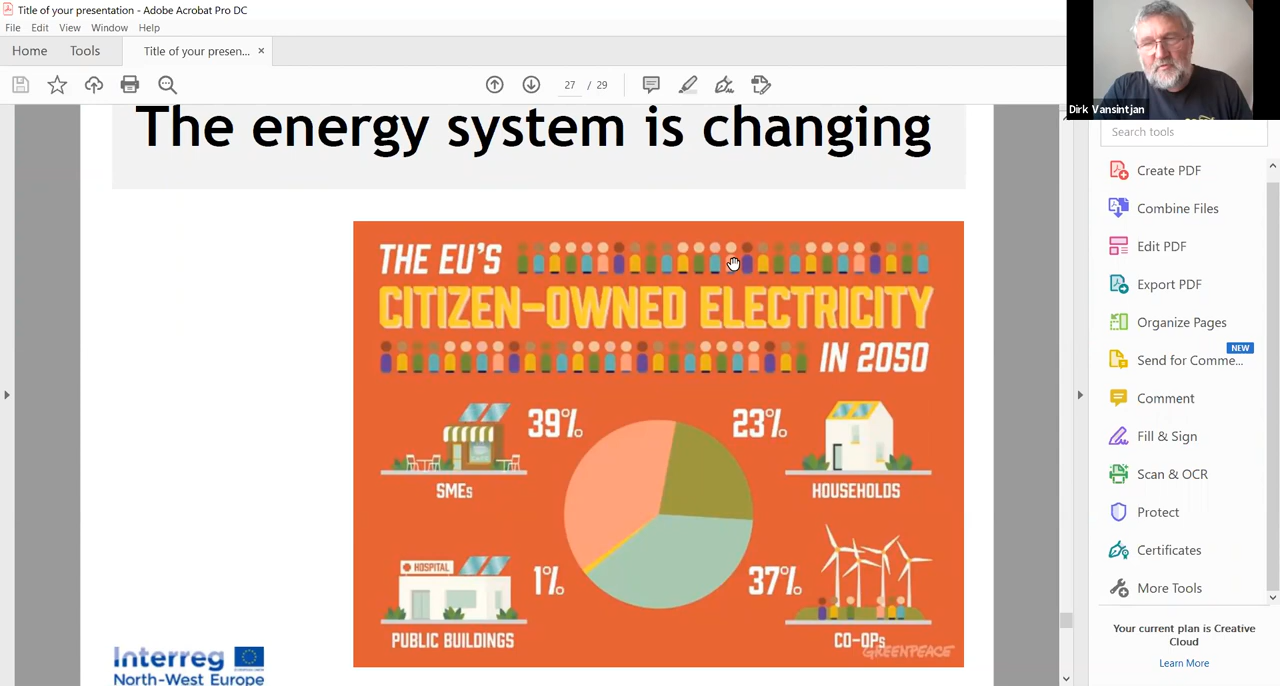 Title of your presentation - Adobe Acrobat Pro DC
File Edit View Window Help
Home Tools Title of your presen... ×
27 / 29
Dirk Vansintjan
The energy system is changing
THE EU'S
CITIZEN-OWNED ELECTRICITY
IN 2050
39%
23%
SMEs
HOUSEHOLDS
HOSPITAL
1%
37%
PUBLIC BUILDINGS
CO-OPs
GREENPEACE
Interreg
North-West Europe
Search tools
Create PDF
Combine Files
Edit PDF
Export PDF
Organize Pages
NEW
Send for Comme...
Comment
Fill & Sign
Scan & OCR
Protect
Certificates
More Tools
Your current plan is Creative
Cloud
Learn More